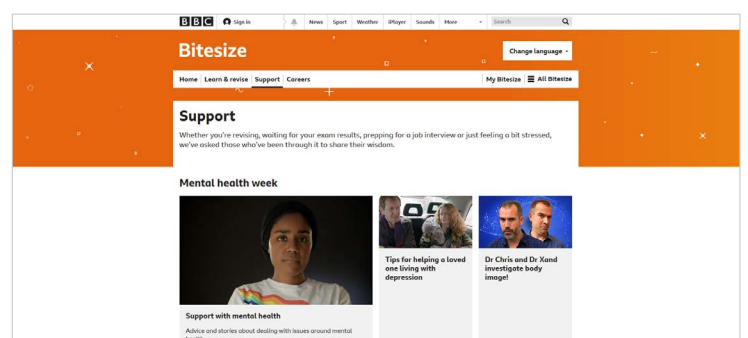 BBC Sign in News Sport Weather iPlayer Sounds More Search
Bitesize
Change language
Home Learn & revise Support Careers My Bitesize All Bitesize
Support
Whether you're revising, waiting for your exam results, prepping for a job interview or just feeling a bit stressed,
we've asked those who've been through it to share their wisdom.
Mental health week
Tips for helping a loved
one living with
depression
Dr Chris and Dr Xand
investigate body
image!
Support with mental health
Advice and stories about dealing with issues around mental